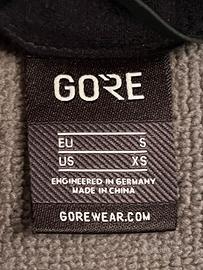 GORE
EU S
US XS
ENGINEERED IN GERMANY
MADE IN CHINA
GOREWEAR.COM